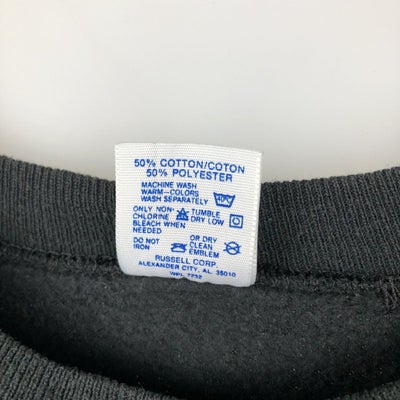 50% COTTON/COTON
50% POLYESTER
MACHINE WASH
WARM-COLORS
WASH SEPARATELY
ONLY NON-
CHLORINE
BLEACH WHEN
NEEDED
TUMBLE
DRY LOW
DO NOT
IRON
OR DRY
CLEAN
EMBLEM
RUSSELL CORP.
ALEXANDER CITY, AL 35010